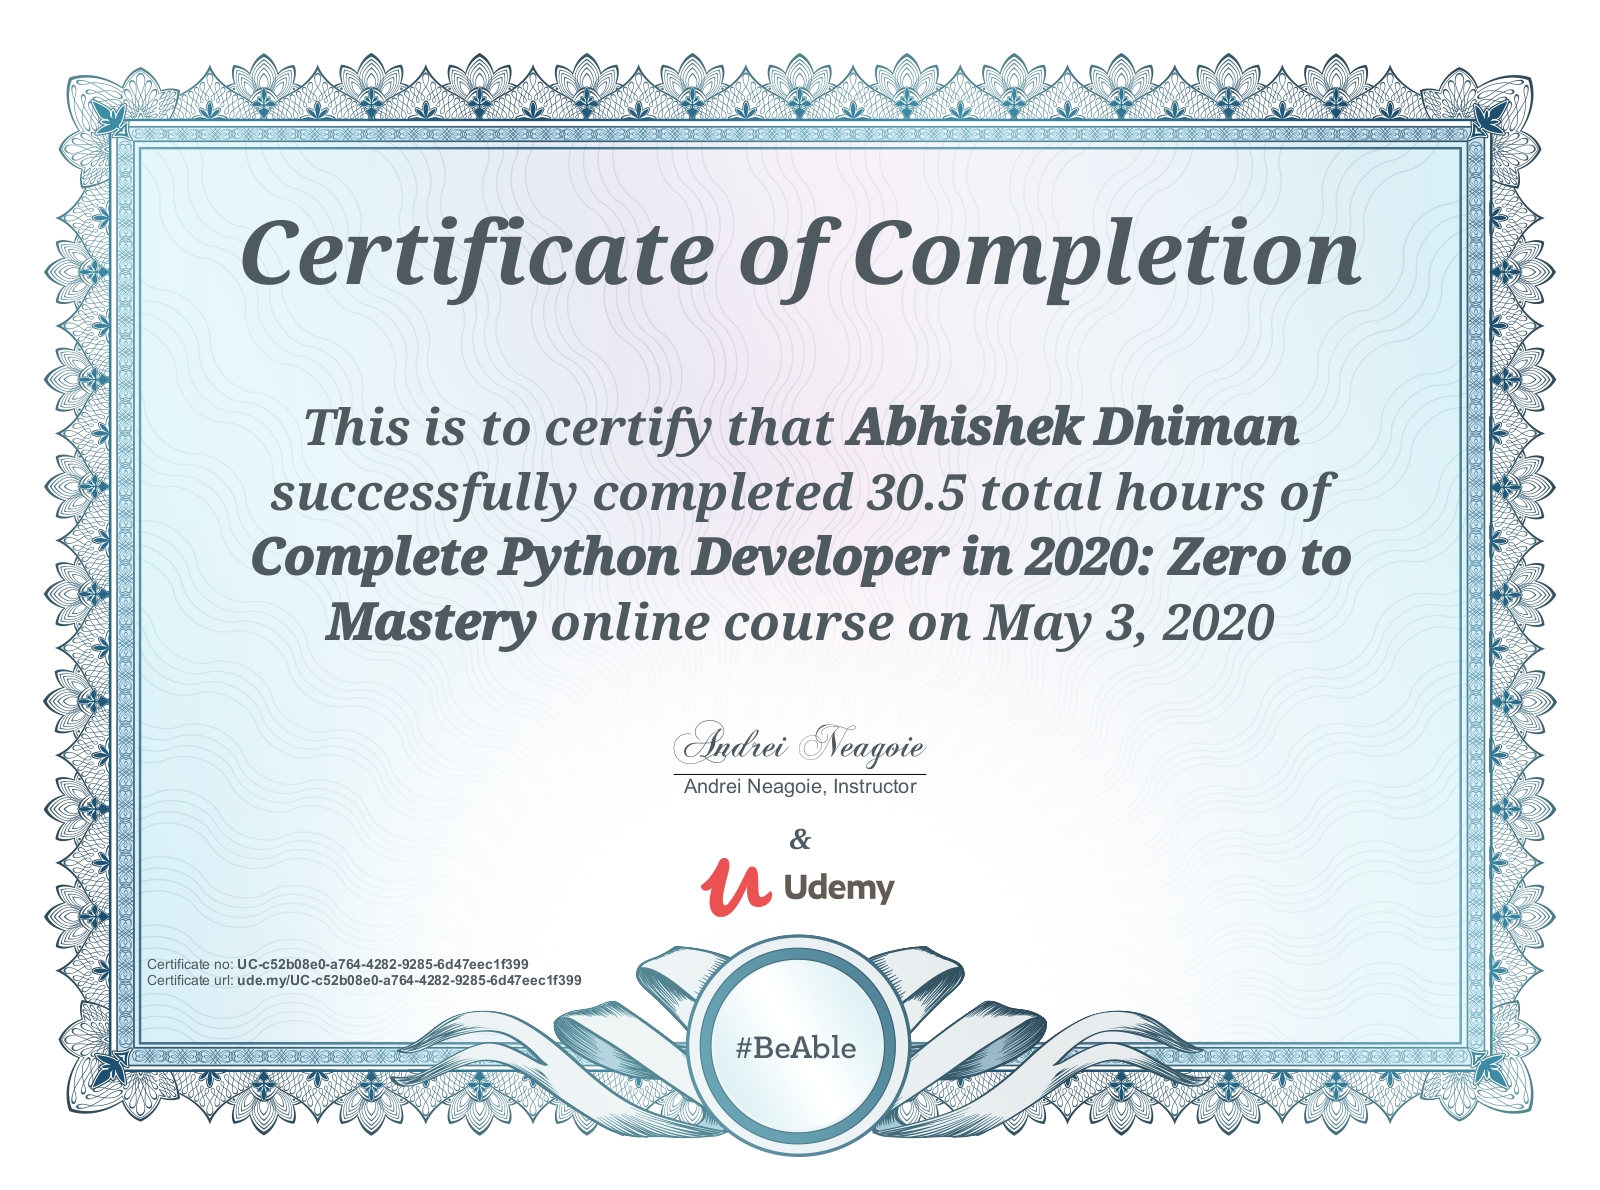 Certificate of Completion
This is to certify that Abhishek Dhiman
successfully completed 30.5 total hours of
Complete Python Developer in 2020: Zero to
Mastery online course on May 3, 2020
Andrei Neagoie
Andrei Neagoie, Instructor
&
Udemy
Certificate no: UC-c52b08e0-a764-4282-9285-6d47eec1f399
Certificate url: ude.my/UC-c52b08e0-a764-4282-9285-6d47eec1f399
#BeAble